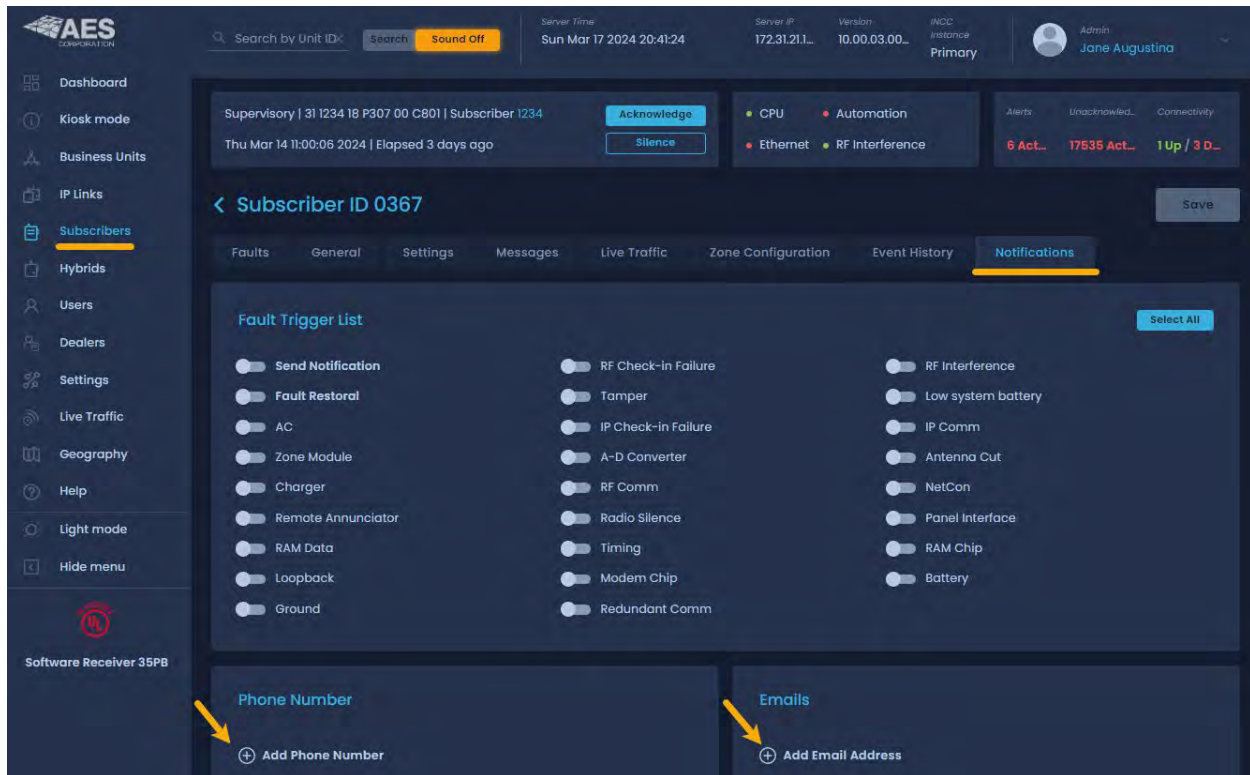 AES
CORPORATION
Search by Unit ID
Search
Sound Off
Server Time
Sun Mar 17 2024 20:41:24
Server IP
172.31.21.1...
Version
10.00.03.00...
INCC Instance
Primary
Admin
Jane Augustina
Dashboard
Kiosk mode
Business Units
IP Links
Subscribers
Hybrids
Users
Dealers
Settings
Live Traffic
Geography
Help
Light mode
Hide menu
UL
Software Receiver 35PB
Supervisory | 31 1234 18 P307 00 C801 | Subscriber 1234
Acknowledge
Thu Mar 14 11:00:06 2024 | Elapsed 3 days ago
Silence
CPU
Automation
Ethernet
RF Interference
Alerts
Unacknowled...
Connectivity
6 Act...
17535 Act...
1 Up / 3 D...
Subscriber ID 0367
Save
Faults
General
Settings
Messages
Live Traffic
Zone Configuration
Event History
Notifications
Fault Trigger List
Select All
Send Notification
RF Check-in Failure
RF Interference
Fault Restoral
Tamper
Low system battery
AC
IP Check-in Failure
IP Comm
Zone Module
A-D Converter
Antenna Cut
Charger
RF Comm
NetCon
Remote Annunciator
Radio Silence
Panel Interface
RAM Data
Timing
RAM Chip
Loopback
Modem Chip
Battery
Ground
Redundant Comm
Phone Number
Add Phone Number
Emails
Add Email Address